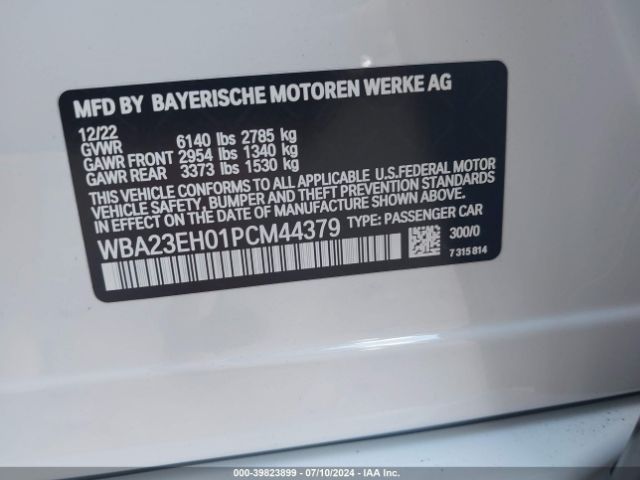 MFD BY BAYERISCHE MOTOREN WERKE AG
12/22
GVWR 6140 lbs 2785 kg
GAWR FRONT 2954 lbs 1340 kg
GAWR REAR 3373 lbs 1530 kg
THIS VEHICLE CONFORMS TO ALL APPLICABLE U.S.FEDERAL MOTOR
VEHICLE SAFETY, BUMPER, AND THEFT PREVENTION STANDARDS
IN EFFECT ON THE DATE OF MANUFACTURE SHOWN ABOVE.
WBA23EH01PCM44379 TYPE: PASSENGER CAR
300/0
7 315 814
000-39823899 - 07/10/2024 - IAA Inc.